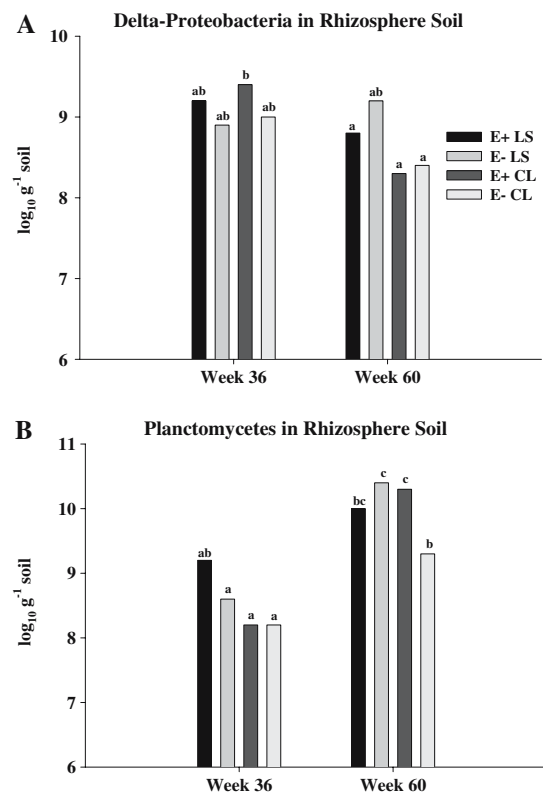 A Delta-Proteobacteria in Rhizosphere Soil
10
9
8
7
6
log₁₀ g⁻¹ soil
ab ab b ab
a ab a a
E+ LS
E- LS
E+ CL
E- CL
Week 36 Week 60
B Planctomycetes in Rhizosphere Soil
11
10
9
8
7
6
log₁₀ g⁻¹ soil
ab a a a
bc c c b
Week 36 Week 60